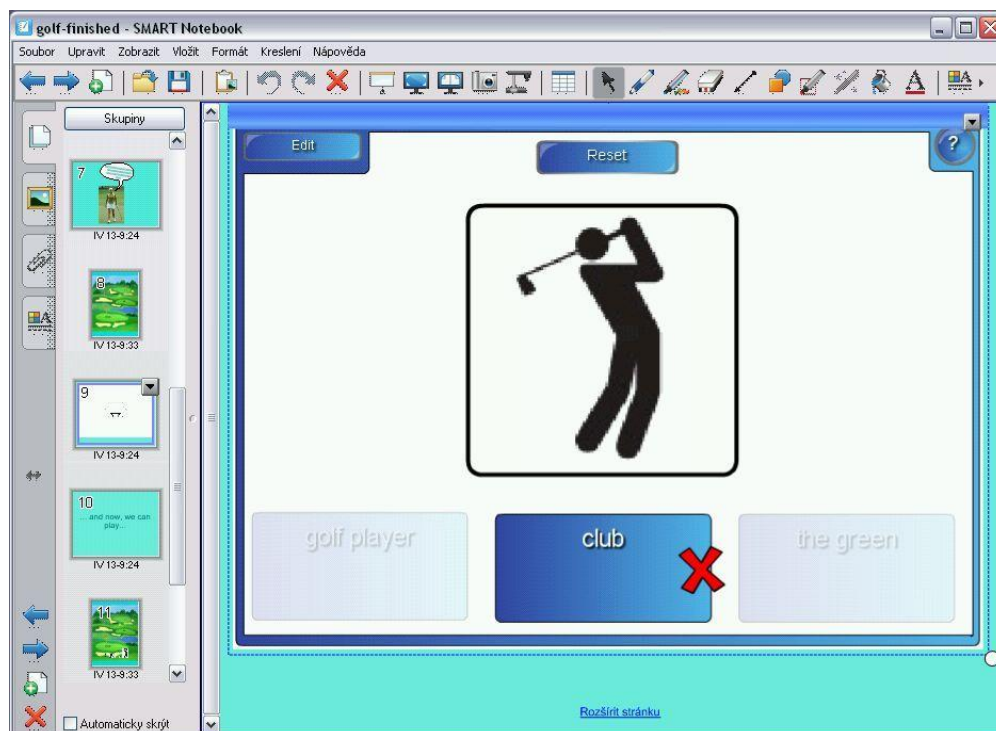 golf-finished - SMART Notebook
Soubor Upravit Zobrazit Vložit Formát Kreslení Nápověda
Skupiny
7
IV 13-9:24
8
IV 13-9:33
9
IV 13-9:24
10
... and now, we can
play...
IV 13-9:24
11
IV 13-9:33
Automaticky skrýt
Edit
Reset
?
golf player
club
the green
Rozšírit stránku